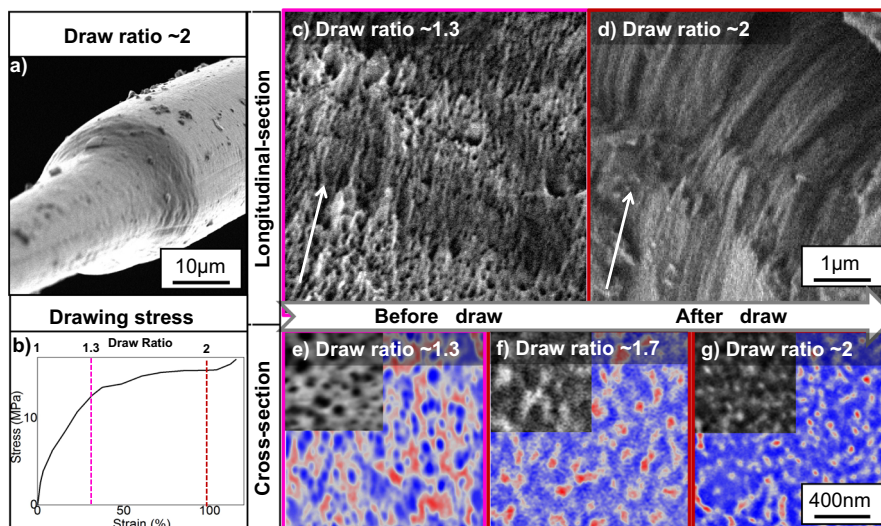 Draw ratio ~2
a)
10µm
Longitudinal-section
c) Draw ratio ~1.3
d) Draw ratio ~2
1µm
Before draw
After draw
Drawing stress
b)
Draw Ratio
1
1.3
2
Stress (MPa)
10
0
50
100
Strain (%)
Cross-section
e) Draw ratio ~1.3
f) Draw ratio ~1.7
g) Draw ratio ~2
400nm